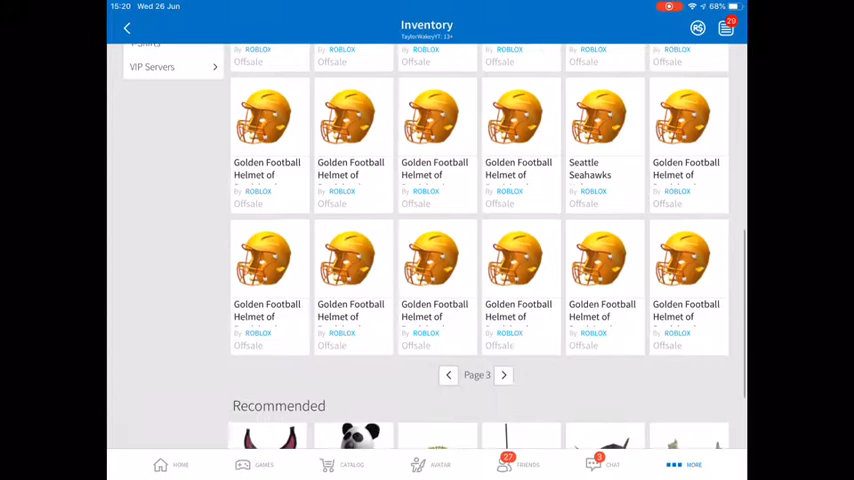 15:20 Wed 26 Jun 68%
Inventory
TaylerWakeyYT: 13+
29
VIP Servers
By ROBLOX By ROBLOX By ROBLOX By ROBLOX By ROBLOX By ROBLOX
Offsale Offsale Offsale Offsale Offsale Offsale
Golden Football Golden Football Golden Football Golden Football Seattle Golden Football
Helmet of Helmet of Helmet of Helmet of Seahawks Helmet of
By ROBLOX By ROBLOX By ROBLOX By ROBLOX By ROBLOX By ROBLOX
Offsale Offsale Offsale Offsale Offsale Offsale
Golden Football Golden Football Golden Football Golden Football Golden Football Golden Football
Helmet of Helmet of Helmet of Helmet of Helmet of Helmet of
By ROBLOX By ROBLOX By ROBLOX By ROBLOX By ROBLOX By ROBLOX
Offsale Offsale Offsale Offsale Offsale Offsale
Page 3
Recommended
27 3
HOME GAMES CATALOG AVATAR FRIENDS CHAT MORE